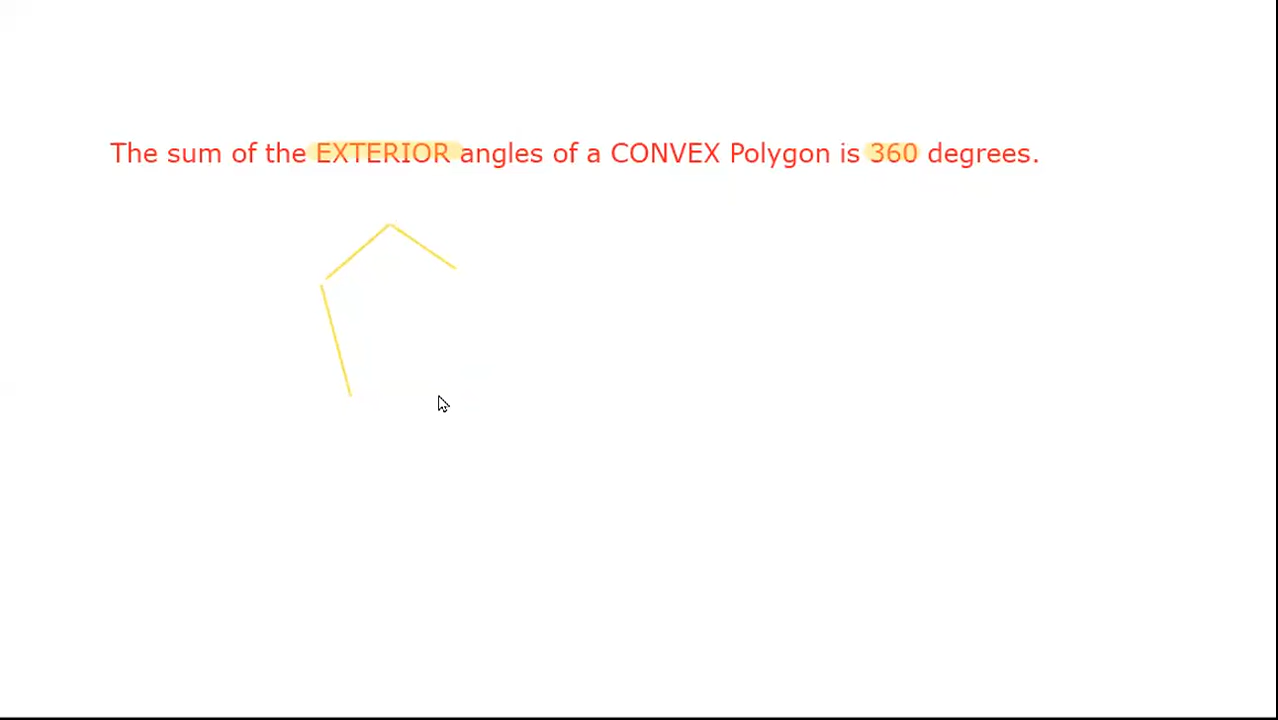 The sum of the EXTERIOR angles of a CONVEX Polygon is 360 degrees.